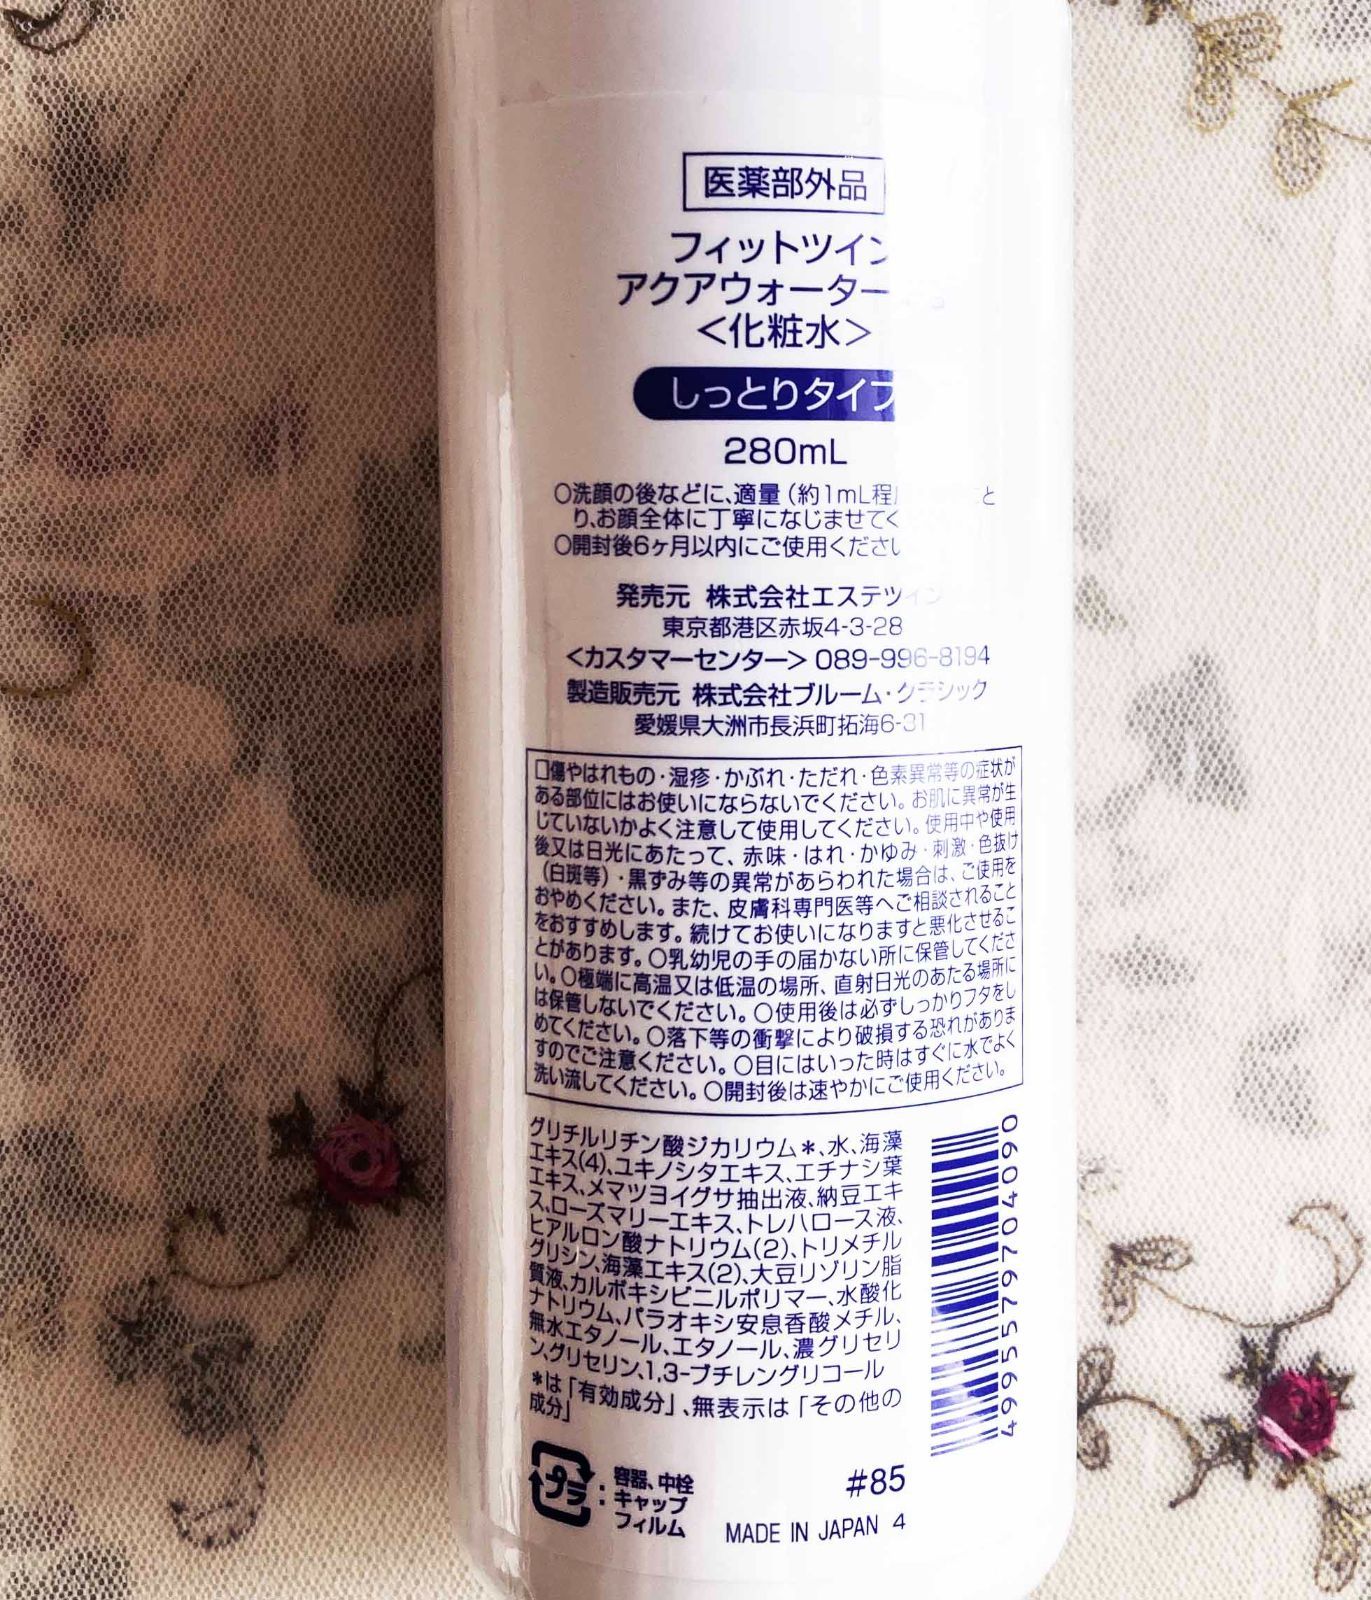 医薬部外品
フィットツイン
アクアウォーター
<化粧水>
しっとりタイプ
280mL
○洗顔の後などに、適量(約1mL程
り、お顔全体に丁寧になじませてく
○開封後6ヶ月以内にご使用ください
発売元 株式会社エステツイン
東京都港区赤坂4-3-28
<カスタマーセンター> 089-996-8194
製造販売元 株式会社ブルーム・クラシック
愛媛県大洲市長浜町拓海6-31
□傷やはれもの・湿疹・かぶれ・ただれ・色素異常等の症状が
ある部位にはお使いにならないでください。お肌に異常が生
じていないかよく注意して使用してください。使用中や使用
後又は日光にあたって、赤味・はれ・かゆみ・刺激・色抜け
(白斑等)・黒ずみ等の異常があらわれた場合は、ご使用を
おやめください。また、皮膚科専門医等へご相談されること
をおすすめします。続けてお使いになりますと悪化させるこ
とがあります。○乳幼児の手の届かない所に保管してくださ
い。○極端に高温又は低温の場所、直射日光のあたる場所に
は保管しないでください。○使用後は必ずしっかりフタをし
めてください。○落下等の衝撃により破損する恐れがありま
すのでご注意ください。○目にはいった時はすぐに水でよく
洗い流してください。○開封後は速やかにご使用ください。
グリチルリチン酸ジカリウム*、水、海藻
エキス(4)、ユキノシタエキス、エチナシ葉
エキス、メマツヨイグサ抽出液、納豆エキ
ス、ローズマリーエキス、トレハロース液、
ヒアルロン酸ナトリウム(2)、トリメチル
グリシン、海藻エキス(2)、大豆リゾリン脂
質液、カルボキシビニルポリマー、水酸化
ナトリウム、パラオキシ安息香酸メチル、
無水エタノール、エタノール、濃グリセリ
ン、グリセリン、1,3-ブチレングリコール
*は「有効成分」、無表示は「その他の
成分」
4995579704090
プラ
容器、中栓
キャップ
フィルム
#85
MADE IN JAPAN 4